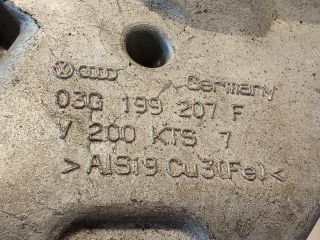 Germany
03G 199 207 F
V 200 KTS 7
>AlSi9Cu3(Fe)<